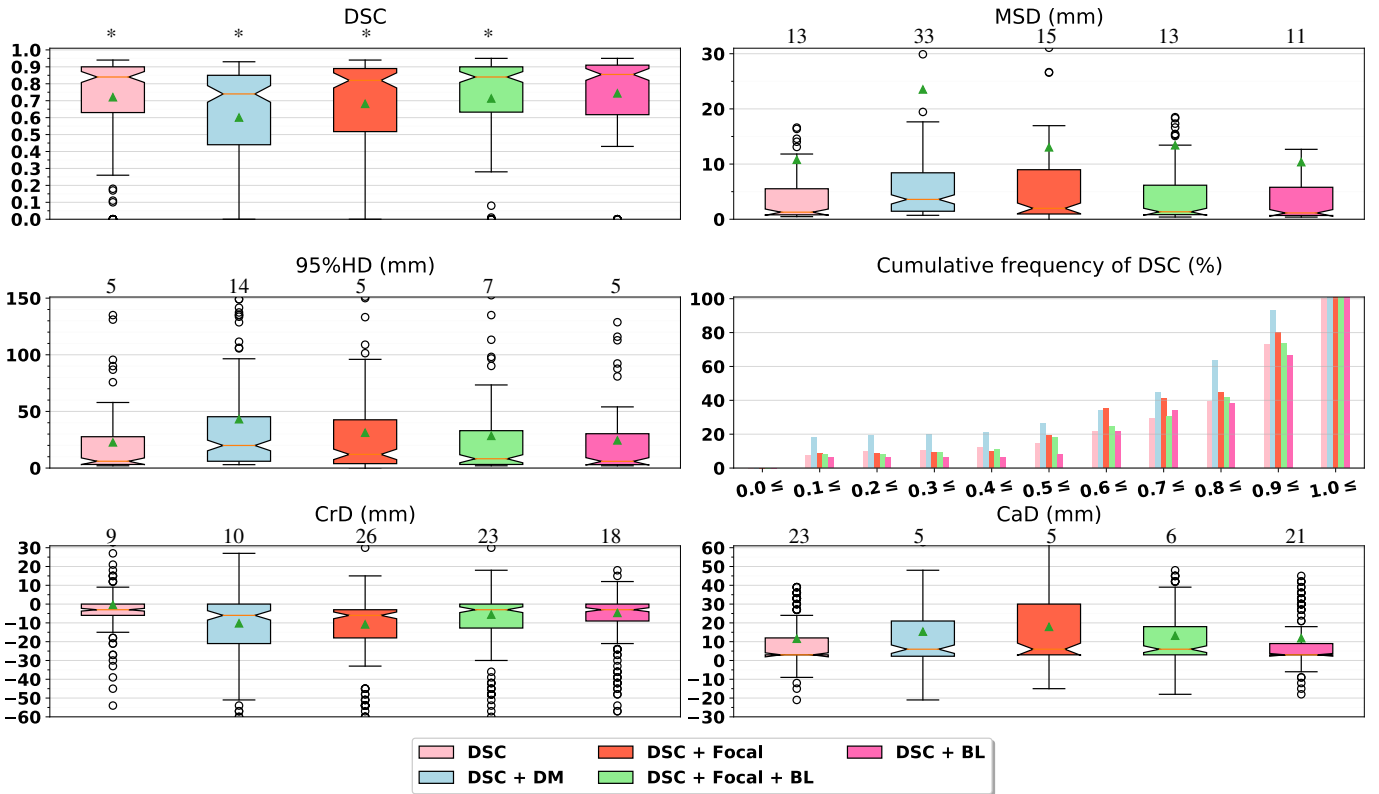 DSC
* * * *
1.0
0.9
0.8
0.7
0.6
0.5
0.4
0.3
0.2
0.1
0.0
MSD (mm)
13 33 15 13 11
30
20
10
0
95%HD (mm)
5 14 5 7 5
150
100
50
0
Cumulative frequency of DSC (%)
100
80
60
40
20
0
0.0 ≤ 0.1 ≤ 0.2 ≤ 0.3 ≤ 0.4 ≤ 0.5 ≤ 0.6 ≤ 0.7 ≤ 0.8 ≤ 0.9 ≤ 1.0 ≤
CrD (mm)
9 10 26 23 18
30
20
10
0
−10
−20
−30
−40
−50
−60
CaD (mm)
23 5 5 6 21
60
50
40
30
20
10
0
−10
−20
−30
DSC
DSC + DM
DSC + Focal
DSC + Focal + BL
DSC + BL